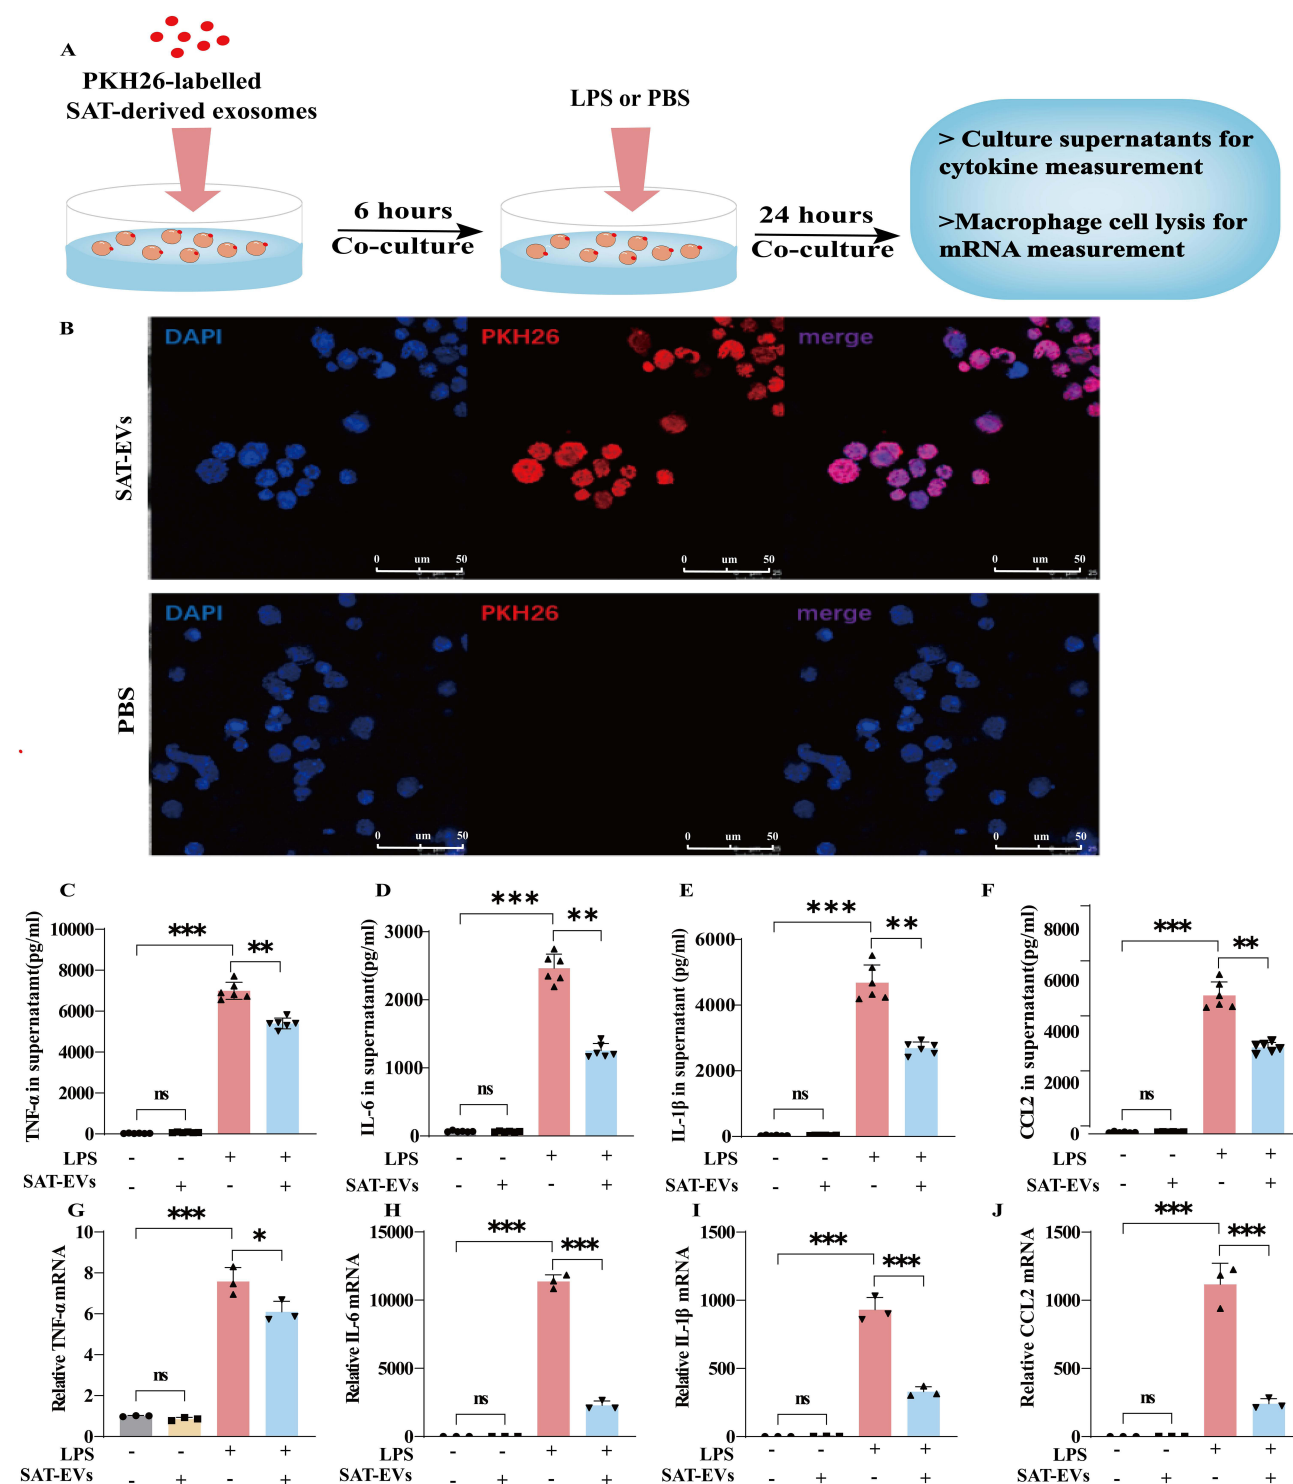 A
PKH26-labelled
SAT-derived exosomes
LPS or PBS
6 hours
Co-culture
24 hours
Co-culture
> Culture supernatants for
cytokine measurement
>Macrophage cell lysis for
mRNA measurement
B
SAT-EVs
DAPI
PKH26
merge
0 um 50
0 um 50
0 um 50
25
PBS
DAPI
PKH26
merge
0 um 50
0 um 50
0 um 50
25
C
TNF-α in supernatamt(pg/ml)
10000
8000
6000
4000
2000
0
***
**
ns
LPS - - + +
SAT-EVs - + - +
D
IL-6 in supernatant(pg/ml)
3000
2000
1000
0
***
**
ns
- - + +
SAT-EVs - + - +
E
IL-1β in supernatant (pg/ml)
6000
4000
2000
0
***
**
ns
LPS - - + +
SAT-EVs - + - +
F
CCL2 in supernatant(pg/ml)
8000
6000
4000
2000
0
***
**
ns
LPS - - + +
SAT-EVs - + - +
G
Relative TNF-α mRNA
10
8
6
4
2
0
***
*
ns
LPS - - + +
SAT-EVs - + - +
H
Relative IL-6 mRNA
15000
10000
5000
0
***
***
ns
LPS - - + +
SAT-EVs - + - +
I
Relative IL-1β mRNA
1500
1000
500
0
***
***
ns
LPS - - + +
SAT-EVs - + - +
J
Relative CCL2 mRNA
1500
1000
500
0
***
***
ns
LPS - - + +
SAT-EVs - + - +